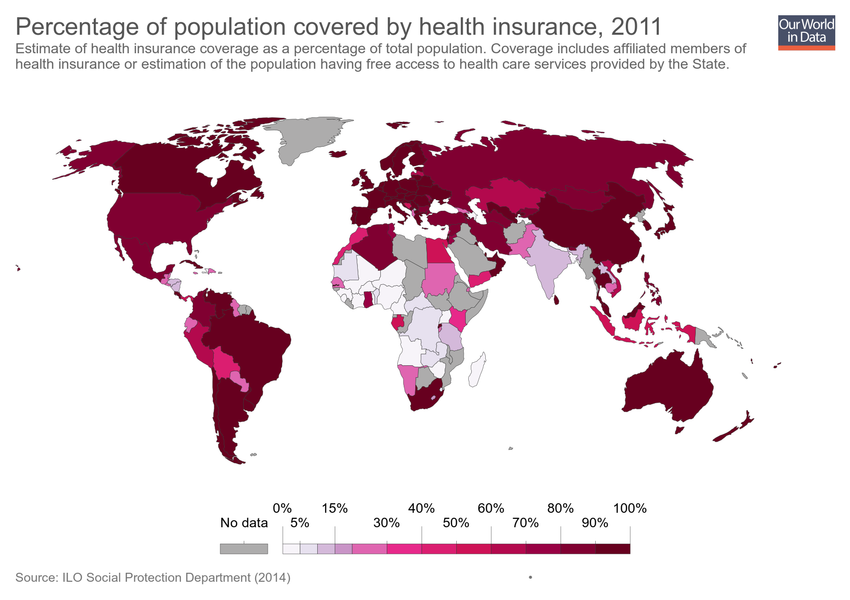 Percentage of population covered by health insurance, 2011
Our World
in Data
Estimate of health insurance coverage as a percentage of total population. Coverage includes affiliated members of
health insurance or estimation of the population having free access to health care services provided by the State.
0% 15% 40% 60% 80% 100%
No data 5% 30% 50% 70% 90%
Source: ILO Social Protection Department (2014)